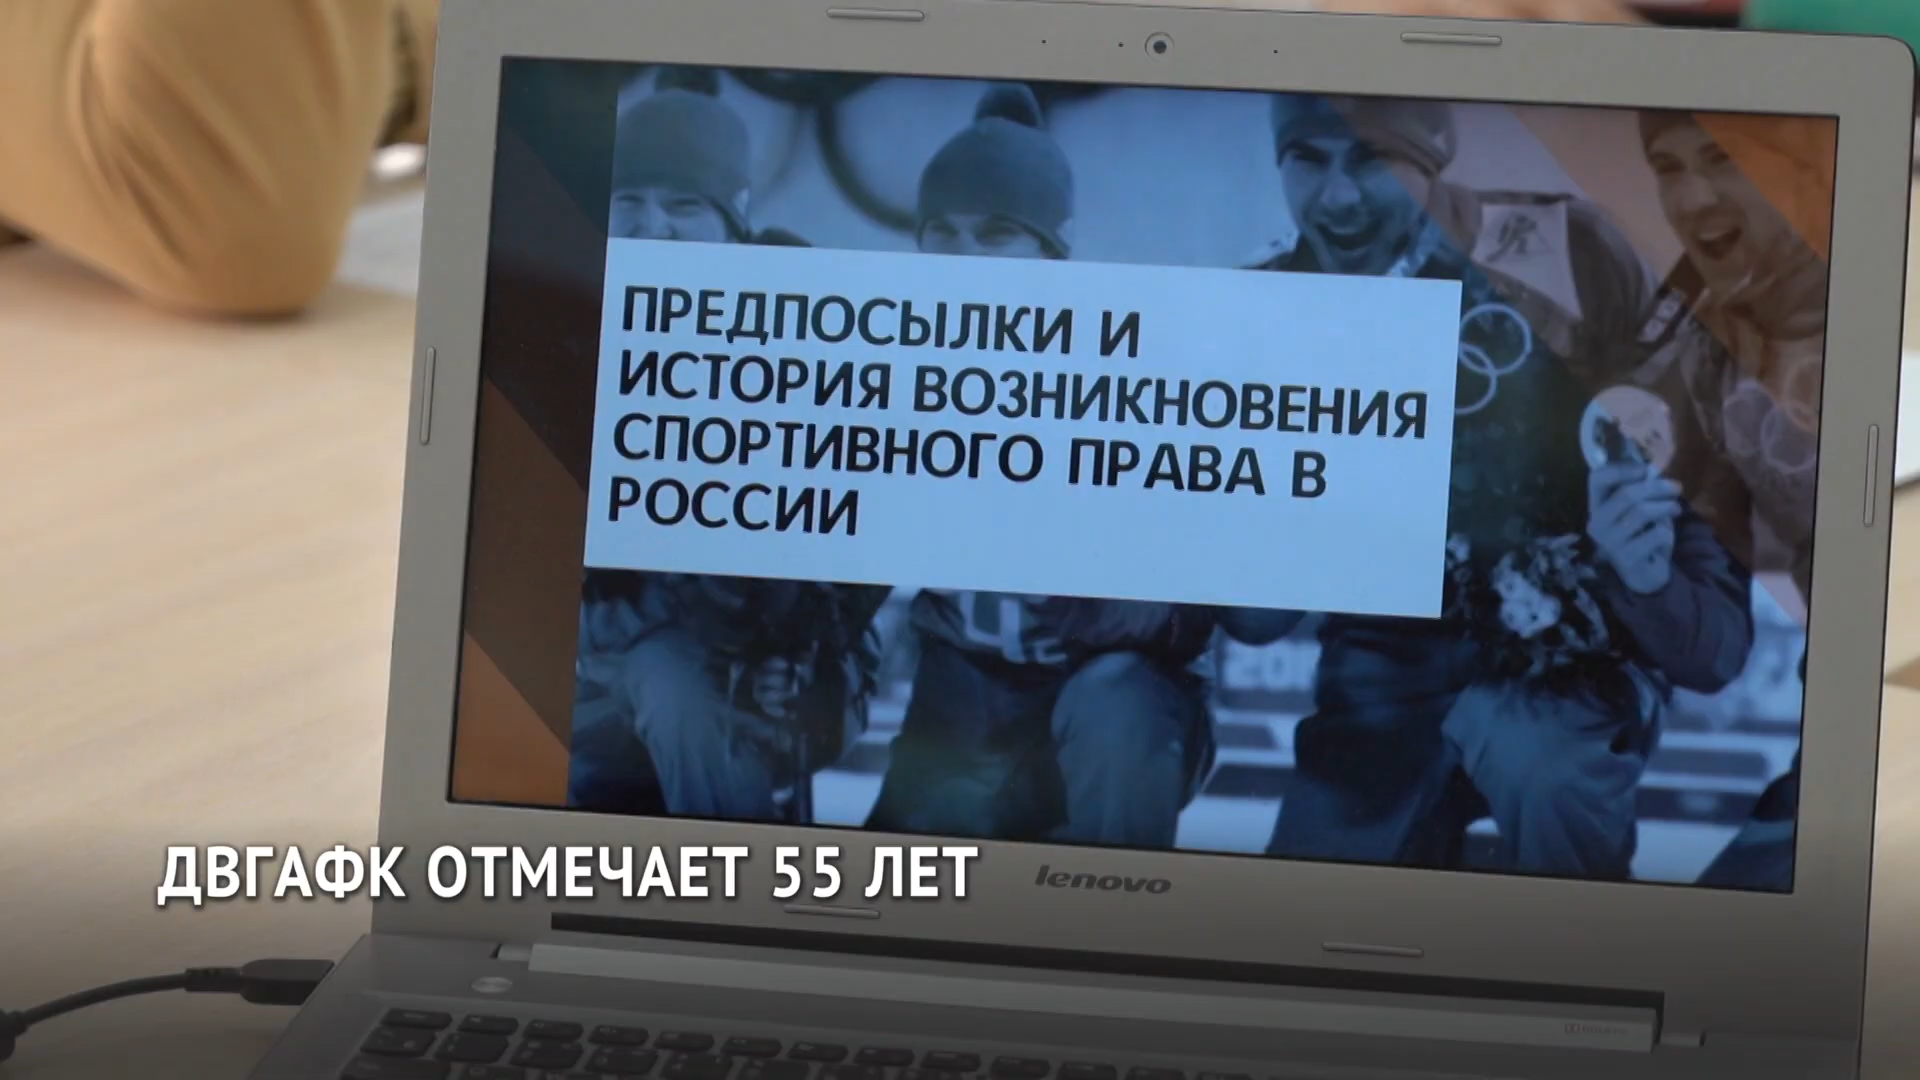 ПРЕДПОСЫЛКИ И
ИСТОРИЯ ВОЗНИКНОВЕНИЯ
СПОРТИВНОГО ПРАВА В
РОССИИ
ДВГАФК ОТМЕЧАЕТ 55 ЛЕТ
lenovo